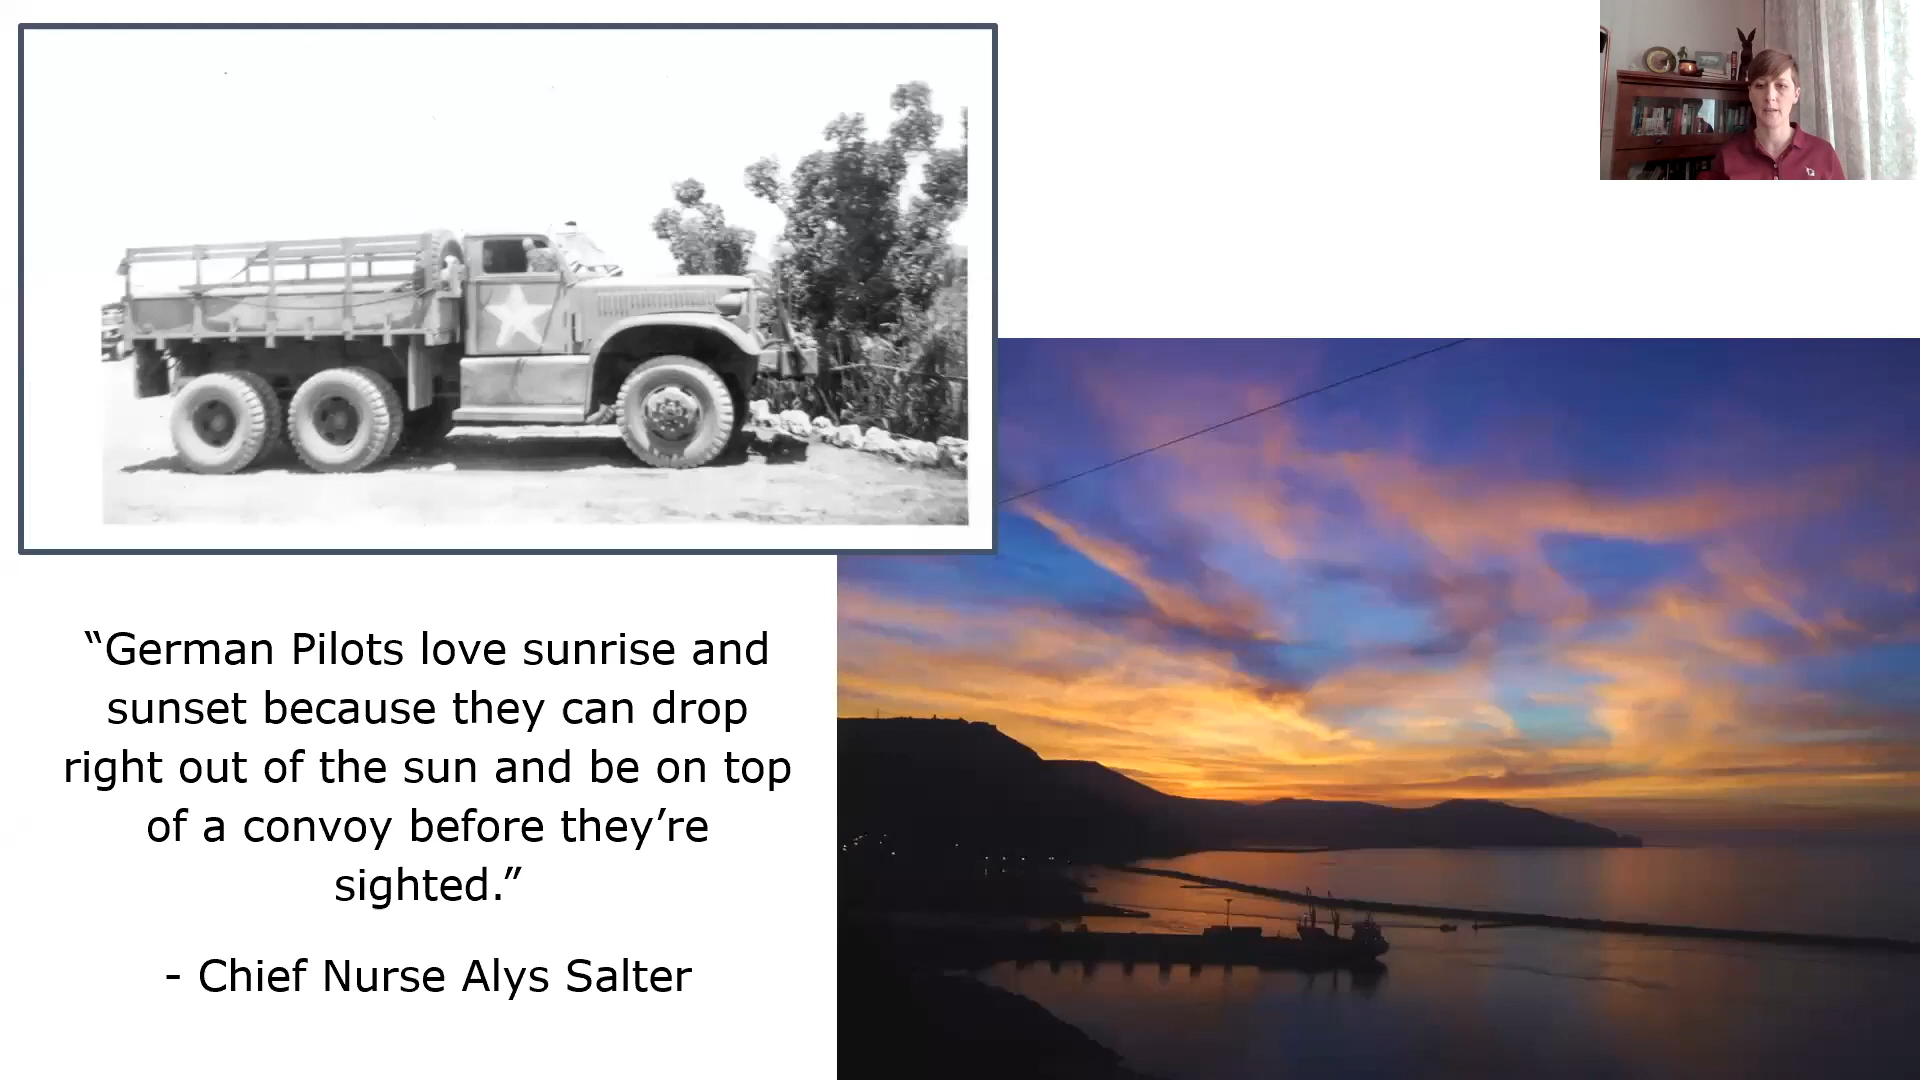 “German Pilots love sunrise and
sunset because they can drop
right out of the sun and be on top
of a convoy before they’re
sighted.”
- Chief Nurse Alys Salter